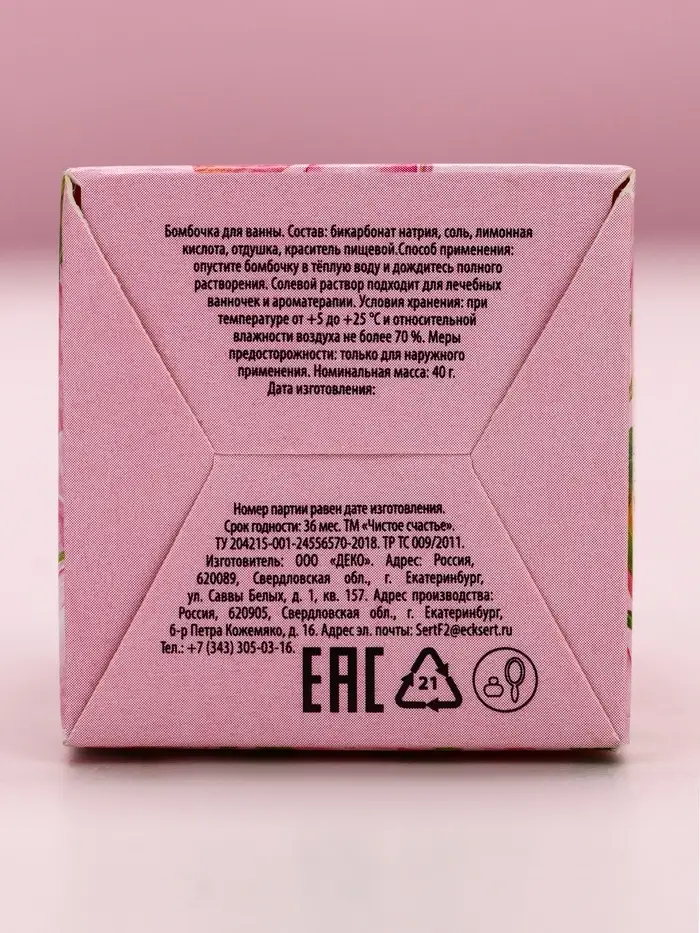 Бомбочка для ванны. Состав: бикарбонат натрия, соль, лимонная
кислота, отдушка, краситель пищевой.Способ применения:
опустите бомбочку в тёплую воду и дождитесь полного
растворения. Солевой раствор подходит для лечебных
ванночек и ароматерапии. Условия хранения: при
температуре от +5 до +25 °С и относительной
влажности воздуха не более 70 %. Меры
предосторожности: только для наружного
применения. Номинальная масса: 40 г.
Дата изготовления:
Номер партии равен дате изготовления.
Срок годности: 36 мес. ТМ «Чистое счастье».
ТУ 204215-001-24556570-2018. ТР ТС 009/2011.
Изготовитель: ООО «ДЕКО». Адрес: Россия,
620089, Свердловская обл., г. Екатеринбург,
ул. Саввы Белых, д. 1, кв. 157. Адрес производства:
Россия, 620905, Свердловская обл., г. Екатеринбург,
б-р Петра Кожемяко, д. 16. Адрес эл. почты: SertF2@ecksert.ru
Тел.: +7 (343) 305-03-16.
ЕАС
21